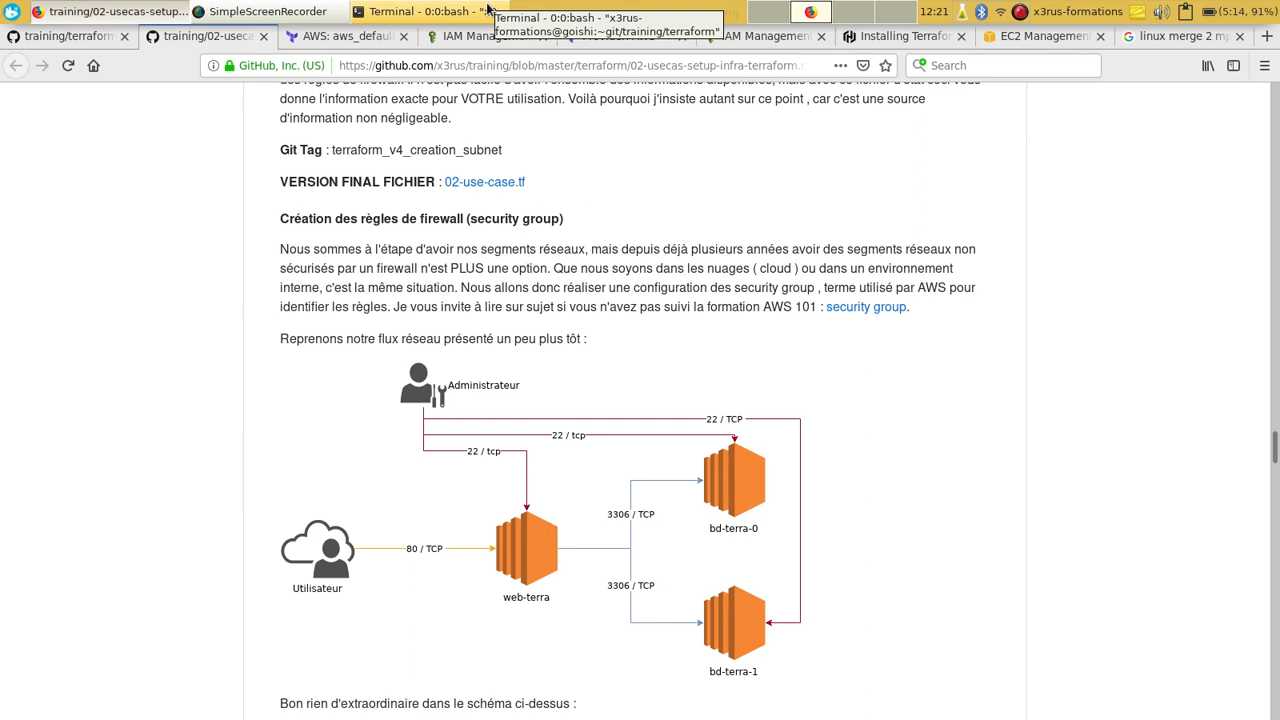 training/02-usecas-setup...
SimpleScreenRecorder
Terminal - 0:0:bash - "
12:21
x3rus-formations
(5:14, 91%)
Terminal - 0:0:bash - "x3rus-
formations@goishi:~git/training/terraform"
training/terraform/
training/02-useca:
AWS: aws_defaul
IAM Manageme
IAM Managemen
Installing Terrafo
EC2 Managemen
linux merge 2 m
GitHub, Inc. (US)
https://github.com/x3rus/training/blob/master/terraform/02-usecas-setup-infra-terraform.r
Search
donne l'information exacte pour VOTRE utilisation. Voilà pourquoi j'insiste autant sur ce point , car c'est une source
d'information non négligeable.
Git Tag : terraform_v4_creation_subnet
VERSION FINAL FICHIER : 02-use-case.tf
Création des règles de firewall (security group)
Nous sommes à l'étape d'avoir nos segments réseaux, mais depuis déjà plusieurs années avoir des segments réseaux non
sécurisés par un firewall n'est PLUS une option. Que nous soyons dans les nuages ( cloud ) ou dans un environnement
interne, c'est la même situation. Nous allons donc réaliser une configuration des security group , terme utilisé par AWS pour
identifier les règles. Je vous invite à lire sur sujet si vous n'avez pas suivi la formation AWS 101 : security group.
Reprenons notre flux réseau présenté un peu plus tôt :
Administrateur
22 / TCP
22 / tcp
22 / tcp
3306 / TCP
bd-terra-0
80 / TCP
3306 / TCP
Utilisateur
web-terra
bd-terra-1
Bon rien d'extraordinaire dans le schéma ci-dessus :